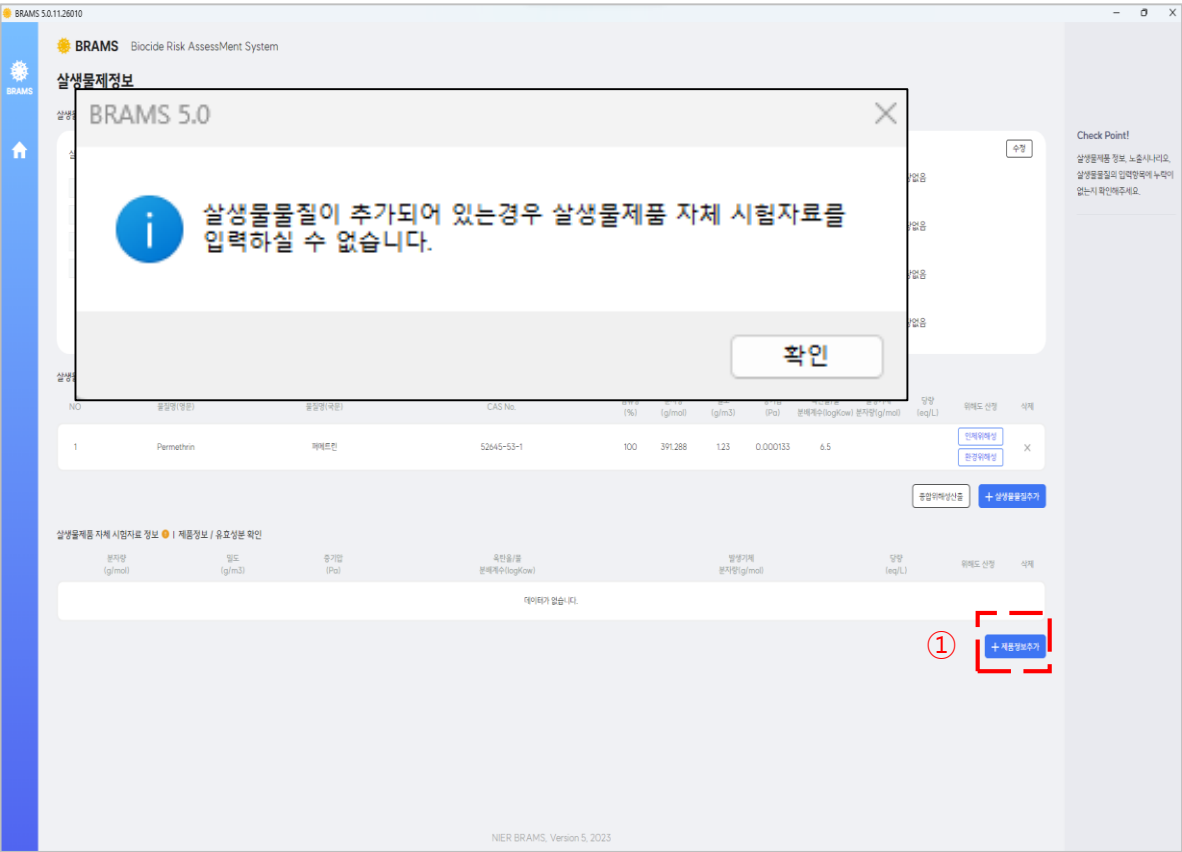 BRAMS 5.0.11.26010
BRAMS Biocide Risk AssessMent System
BRAMS
살생물제정보
BRAMS 5.0
살생물물질이 추가되어 있는경우 살생물제품 자체 시험자료를
입력하실 수 없습니다.
확인
수정
Check Point!
살생물제품 정보, 노출시나리오,
살생물물질의 입력항목에 누락이
없는지 확인해주세요.
NO 물질명(영문) 물질명(국문) CAS No. (%) (g/mol) (g/m3) (Pa) 분배계수(logKow) 분자량(g/mol) 당량 (eq/L) 위해도 산정 삭제
1 Permethrin 퍼메트린 52645-53-1 100 391.288 1.23 0.000133 6.5 인체위해성 X
환경위해성
종합위해성산출 + 살생물물질추가
살생물제품 자체 시험자료 정보 | 제품정보 / 유효성분 확인
분자량 밀도 증기압 옥탄올/물 발생기체 당량 위해도 산정 삭제
(g/mol) (g/m3) (Pa) 분배계수(logKow) 분자량(g/mol) (eq/L)
데이터가 없습니다.
① + 제품정보추가
NIER BRAMS, Version 5, 2023